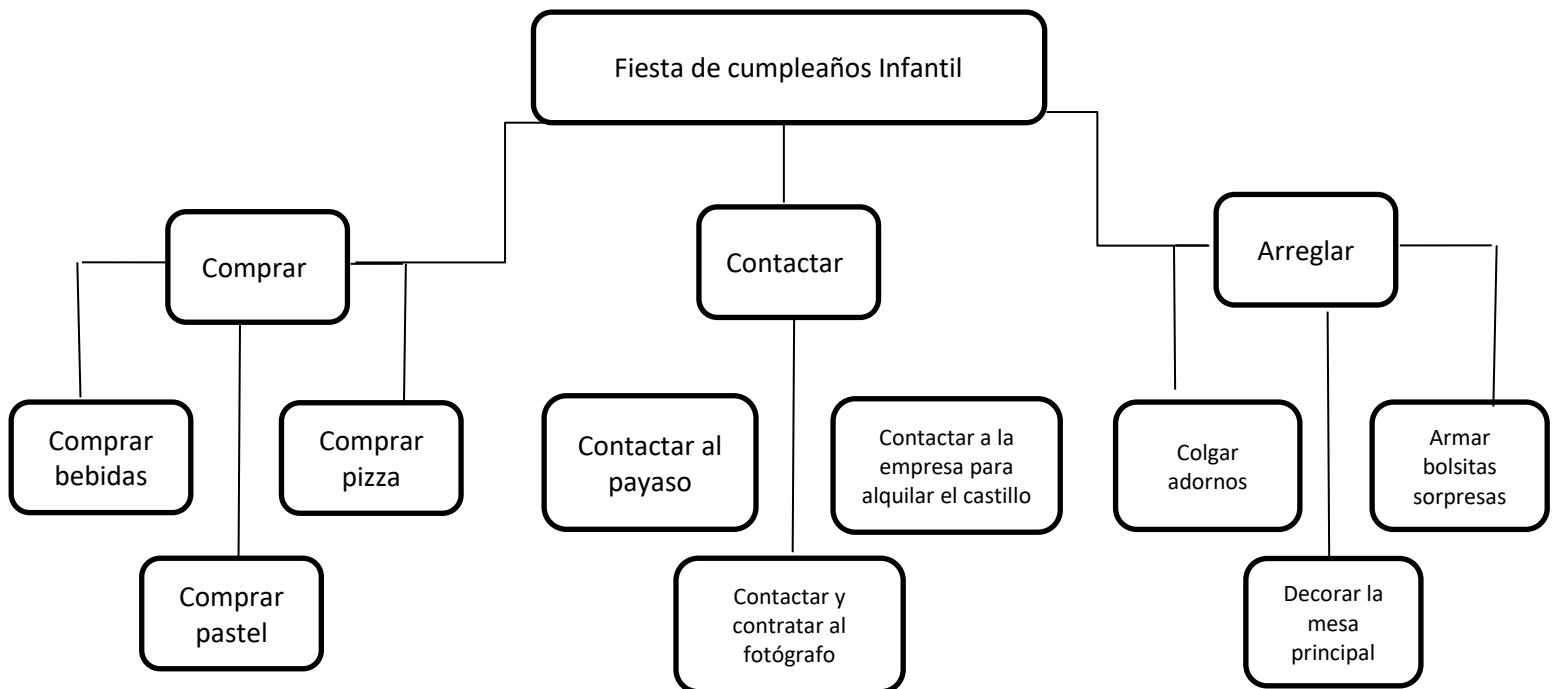 Fiesta de cumpleaños Infantil
Comprar
Contactar
Arreglar
Comprar
bebidas
Comprar
pizza
Contactar al
payaso
Contactar a la
empresa para
alquilar el castillo
Colgar
adornos
Armar
bolsitas
sorpresas
Comprar
pastel
Contactar y
contratar al
fotógrafo
Decorar la
mesa
principal